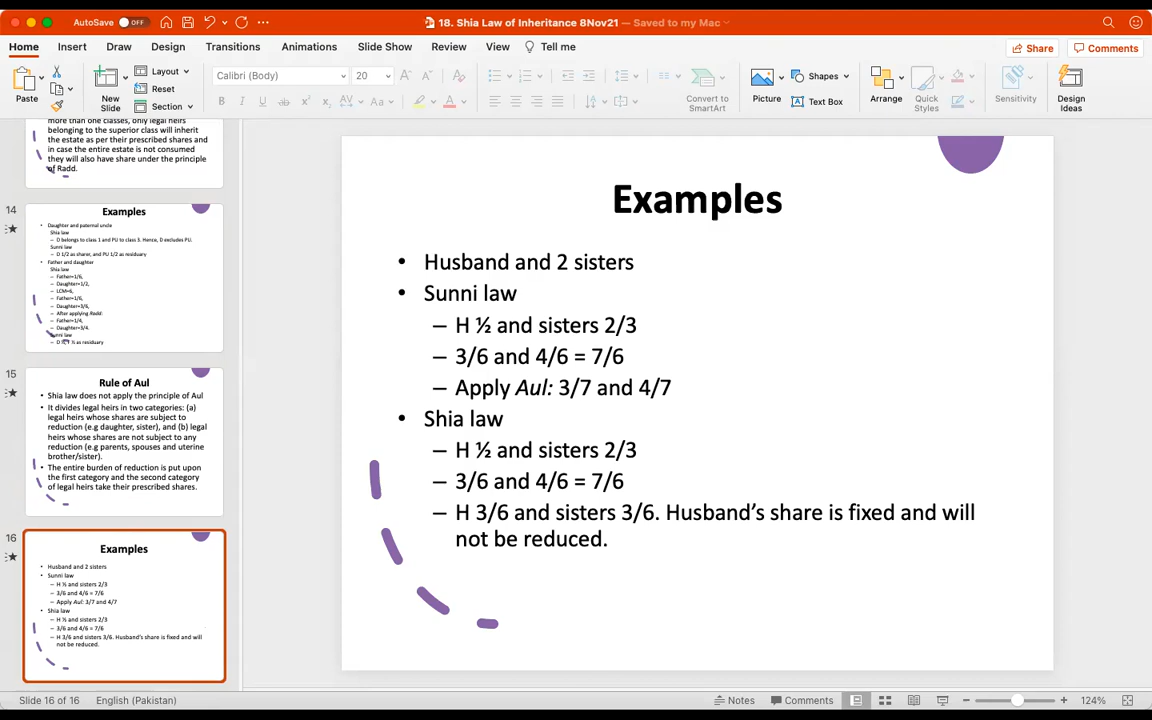 AutoSave OFF
18. Shia Law of Inheritance 8Nov21 — Saved to my Mac
Home Insert Draw Design Transitions Animations Slide Show Review View Tell me Share Comments
Paste
New Slide
Layout
Reset
Section
Calibri (Body) 20
Convert to SmartArt
Picture
Shapes
Text Box
Arrange
Quick Styles
Sensitivity
Design Ideas
more than one classes, only legal heirs
belonging to the superior class will inherit
the estate as per their prescribed shares and
in case the entire estate is not consumed
they will also have share under the principle
of Radd.
14
Examples
• Daughter and paternal uncle
Shia law
– D belongs to class 1 and PU to class 3. Hence, D excludes PU.
Sunni law
– D 1/2 as sharer, and PU 1/2 as residuary
• Father and daughter
Shia law
– Father=1/6,
– Daughter=1/2,
– LCM=6,
– Father=1/6,
– Daughter=3/6,
– After applying Radd:
– Father=1/4,
– Daughter=3/4.
Sunni law
as residuary
15
Rule of Aul
• Shia law does not apply the principle of Aul
• It divides legal heirs in two categories: (a)
legal heirs whose shares are subject to
reduction (e.g daughter, sister), and (b) legal
heirs whose shares are not subject to any
reduction (e.g parents, spouses and uterine
brother/sister).
• The entire burden of reduction is put upon
the first category and the second category
of legal heirs take their prescribed shares.
16
Examples
• Husband and 2 sisters
• Sunni law
– H ½ and sisters 2/3
– 3/6 and 4/6 = 7/6
– Apply Aul: 3/7 and 4/7
• Shia law
– H ½ and sisters 2/3
– 3/6 and 4/6 = 7/6
– H 3/6 and sisters 3/6. Husband's share is fixed and will
not be reduced.
Examples
• Husband and 2 sisters
• Sunni law
– H ½ and sisters 2/3
– 3/6 and 4/6 = 7/6
– Apply Aul: 3/7 and 4/7
• Shia law
– H ½ and sisters 2/3
– 3/6 and 4/6 = 7/6
– H 3/6 and sisters 3/6. Husband's share is fixed and will
not be reduced.
Slide 16 of 16 English (Pakistan) Notes Comments 124%